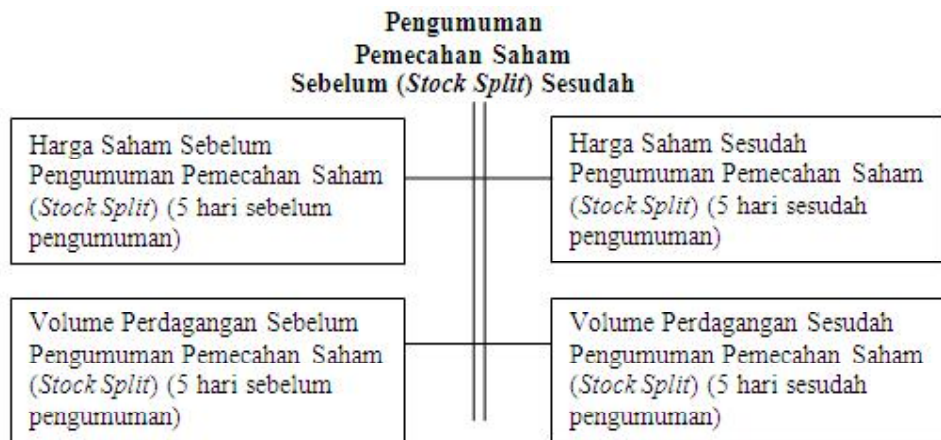 Pengumuman
Pemecahan Saham
Sebelum (Stock Split) Sesudah
Harga Saham Sebelum
Pengumuman Pemecahan Saham
(Stock Split) (5 hari sebelum
pengumuman)
Harga Saham Sesudah
Pengumuman Pemecahan Saham
(Stock Split) (5 hari sesudah
pengumuman)
Volume Perdagangan Sebelum
Pengumuman Pemecahan Saham
(Stock Split) (5 hari sebelum
pengumuman)
Volume Perdagangan Sesudah
Pengumuman Pemecahan Saham
(Stock Split) (5 hari sesudah
pengumuman)